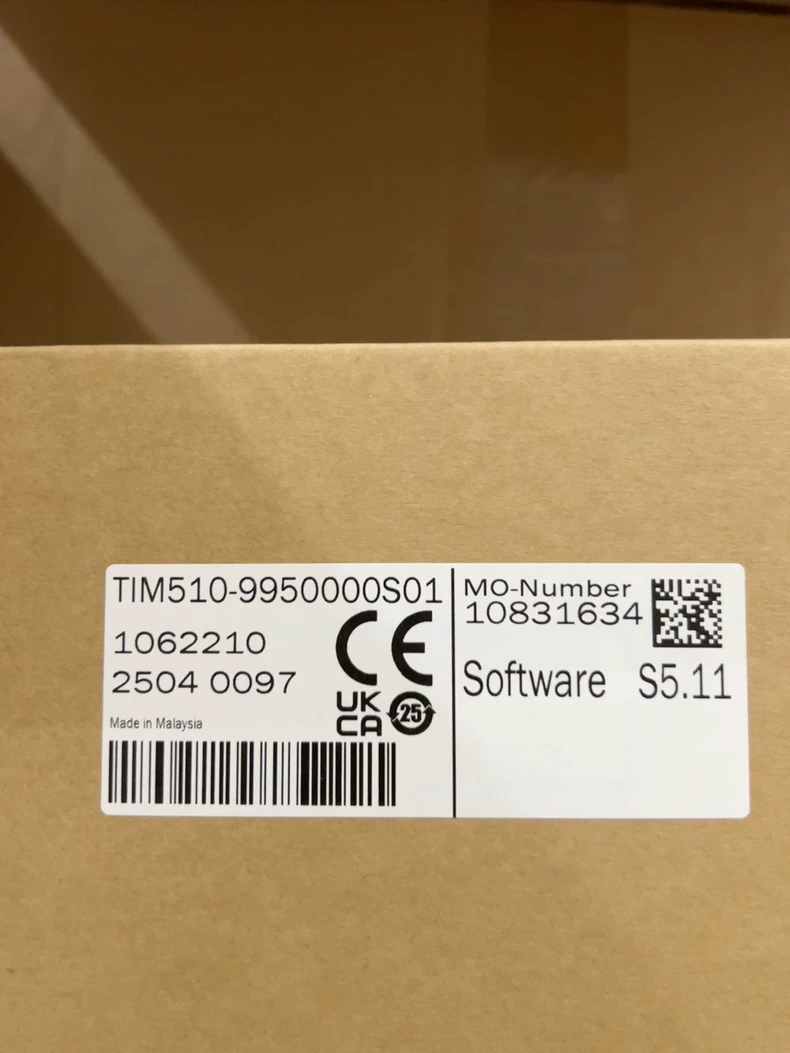 TIM510-9950000S01
1062210
2504 0097
CE
UK
CA
25
Made in Malaysia
MO-Number
10831634
Software S5.11